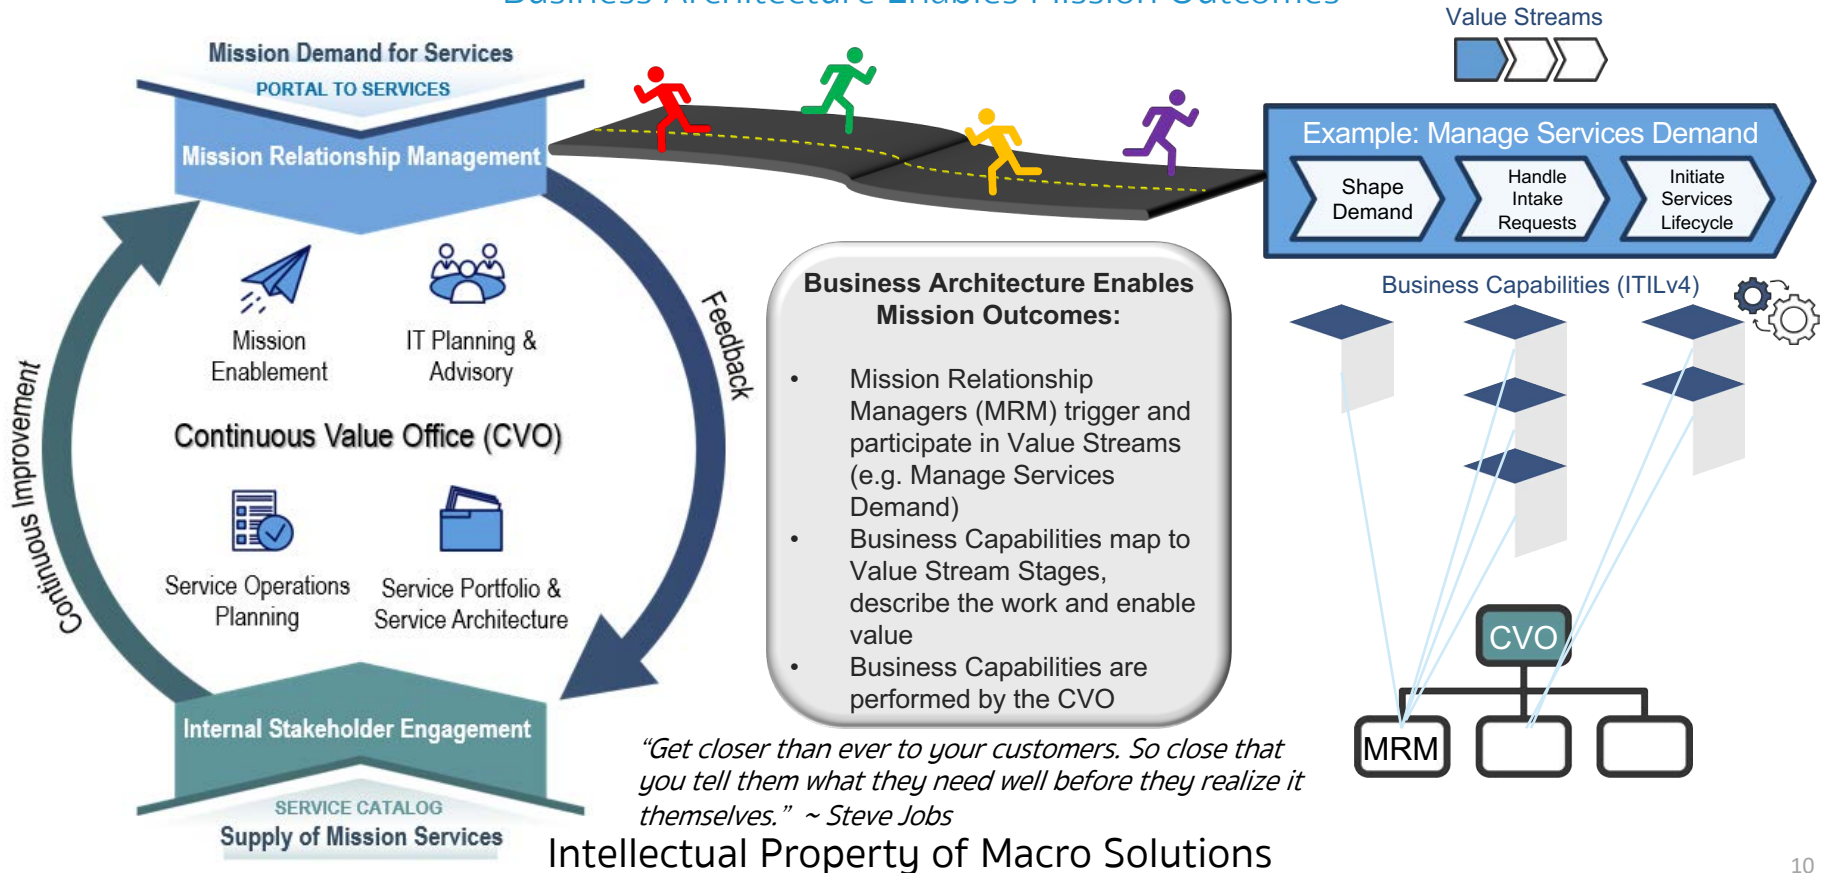 Business Architecture Enables Mission Outcomes
Mission Demand for Services
PORTAL TO SERVICES
Mission Relationship Management
Mission
Enablement
IT Planning &
Advisory
Continuous Value Office (CVO)
Service Operations
Planning
Service Portfolio &
Service Architecture
Feedback
Continuous Improvement
Internal Stakeholder Engagement
SERVICE CATALOG
Supply of Mission Services
Business Architecture Enables
Mission Outcomes:
• Mission Relationship
Managers (MRM) trigger and
participate in Value Streams
(e.g. Manage Services
Demand)
• Business Capabilities map to
Value Stream Stages,
describe the work and enable
value
• Business Capabilities are
performed by the CVO
"Get closer than ever to your customers. So close that
you tell them what they need well before they realize it
themselves." ~ Steve Jobs
Value Streams
Example: Manage Services Demand
Shape
Demand
Handle
Intake
Requests
Initiate
Services
Lifecycle
Business Capabilities (ITILv4)
CVO
MRM
Intellectual Property of Macro Solutions
10